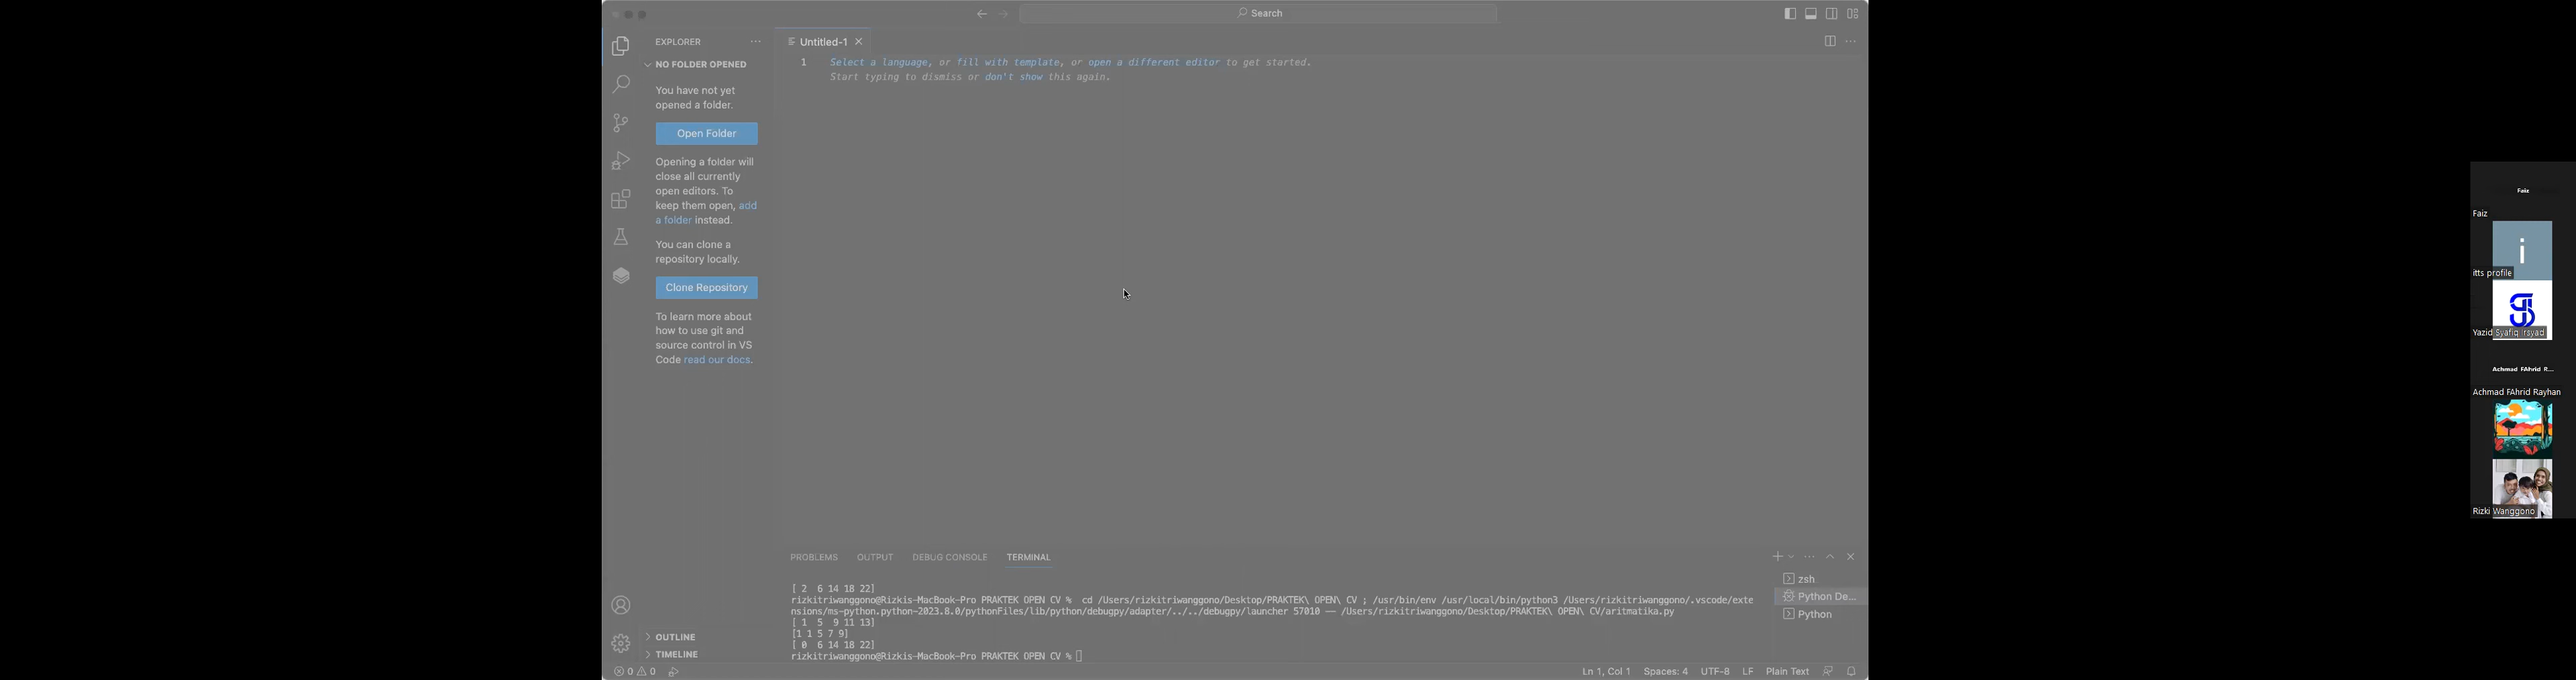 Search
EXPLORER
Untitled-1
NO FOLDER OPENED
1
Select a language, or fill with template, or open a different editor to get started.
Start typing to dismiss or don't show this again.
You have not yet
opened a folder.
Open Folder
Opening a folder will
close all currently
open editors. To
keep them open, add
a folder instead.
You can clone a
repository locally.
Clone Repository
To learn more about
how to use git and
source control in VS
Code read our docs.
PROBLEMS
OUTPUT
DEBUG CONSOLE
TERMINAL
[ 2  6 14 18 22]
rizkitriwanggono@Rizkis-MacBook-Pro PRAKTEK OPEN CV %  cd /Users/rizkitriwanggono/Desktop/PRAKTEK\ OPEN\ CV ; /usr/bin/env /usr/local/bin/python3 /Users/rizkitriwanggono/.vscode/exte
nsions/ms-python.python-2023.8.0/pythonFiles/lib/python/debugpy/adapter/../../debugpy/launcher 57010 -- /Users/rizkitriwanggono/Desktop/PRAKTEK\ OPEN\ CV/aritmatika.py
[ 1  5  9 11 13]
[1 1 5 7 9]
[ 0  6 14 18 22]
rizkitriwanggono@Rizkis-MacBook-Pro PRAKTEK OPEN CV %
zsh
Python De...
Python
OUTLINE
TIMELINE
0 0
Ln 1, Col 1
Spaces: 4
UTF-8
LF
Plain Text
Faiz
Faiz
i
itts profile
Yazid Syafiq Irsyad
Achmad FAhrid R...
Achmad FAhrid Rayhan
Rizki Wanggono